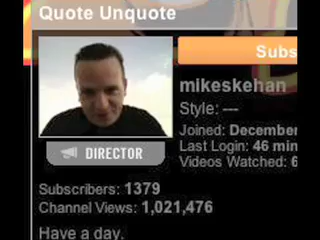 Quote Unquote
Subs
mikeskehan
Style: ---
DIRECTOR
Joined: December
Last Login: 46 min
Videos Watched: 6
Subscribers: 1379
Channel Views: 1,021,476
Have a day.